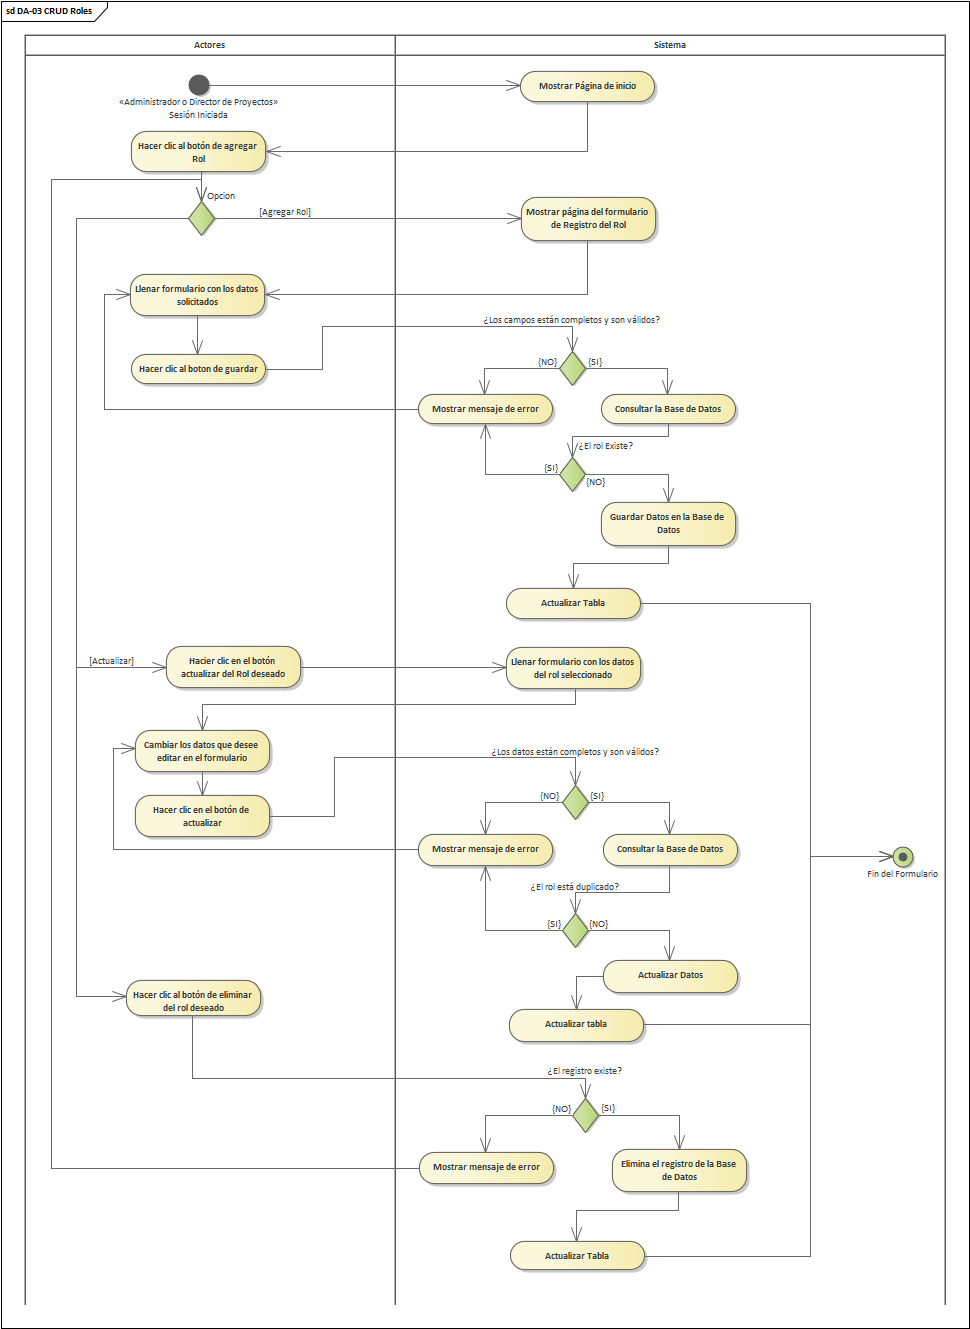 sd DA-03 CRUD Roles
Actores
Sistema
«Administrador o Director de Proyectos»
Sesión Iniciada
Mostrar Página de inicio
Hacer clic al botón de agregar
Rol
Opcion
[Agregar Rol]
Mostrar página del formulario
de Registro del Rol
Llenar formulario con los datos
solicitados
Hacer clic al boton de guardar
¿Los campos están completos y son válidos?
{NO}
{SI}
Mostrar mensaje de error
Consultar la Base de Datos
¿El rol Existe?
{SI}
{NO}
Guardar Datos en la Base de
Datos
Actualizar Tabla
[Actualizar]
Hacier clic en el botón
actualizar del Rol deseado
Llenar formulario con los datos
del rol seleccionado
Cambiar los datos que desee
editar en el formulario
Hacer clic en el botón de
actualizar
¿Los datos están completos y son válidos?
{NO}
{SI}
Mostrar mensaje de error
Consultar la Base de Datos
Fin del Formulario
¿El rol está duplicado?
{SI}
{NO}
Actualizar Datos
Actualizar tabla
Hacer clic al botón de eliminar
del rol deseado
¿El registro existe?
{NO}
{SI}
Mostrar mensaje de error
Elimina el registro de la Base
de Datos
Actualizar Tabla